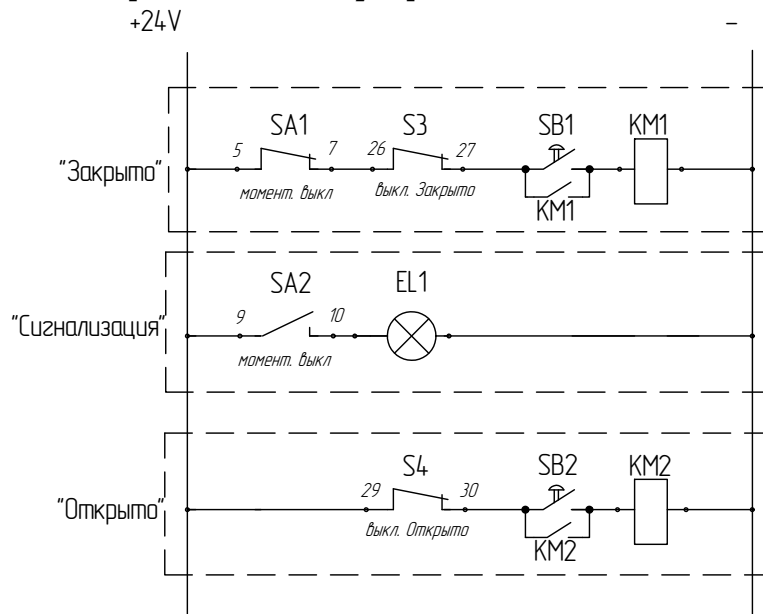 +24V –
SA1 S3 SB1 KM1
5 7 26 27
"Закрыто"
момент. выкл выкл. Закрыто
KM1
SA2 EL1
9 10
"Сигнализация"
момент. выкл
S4 SB2 KM2
29 30
"Открыто"
выкл. Открыто
KM2